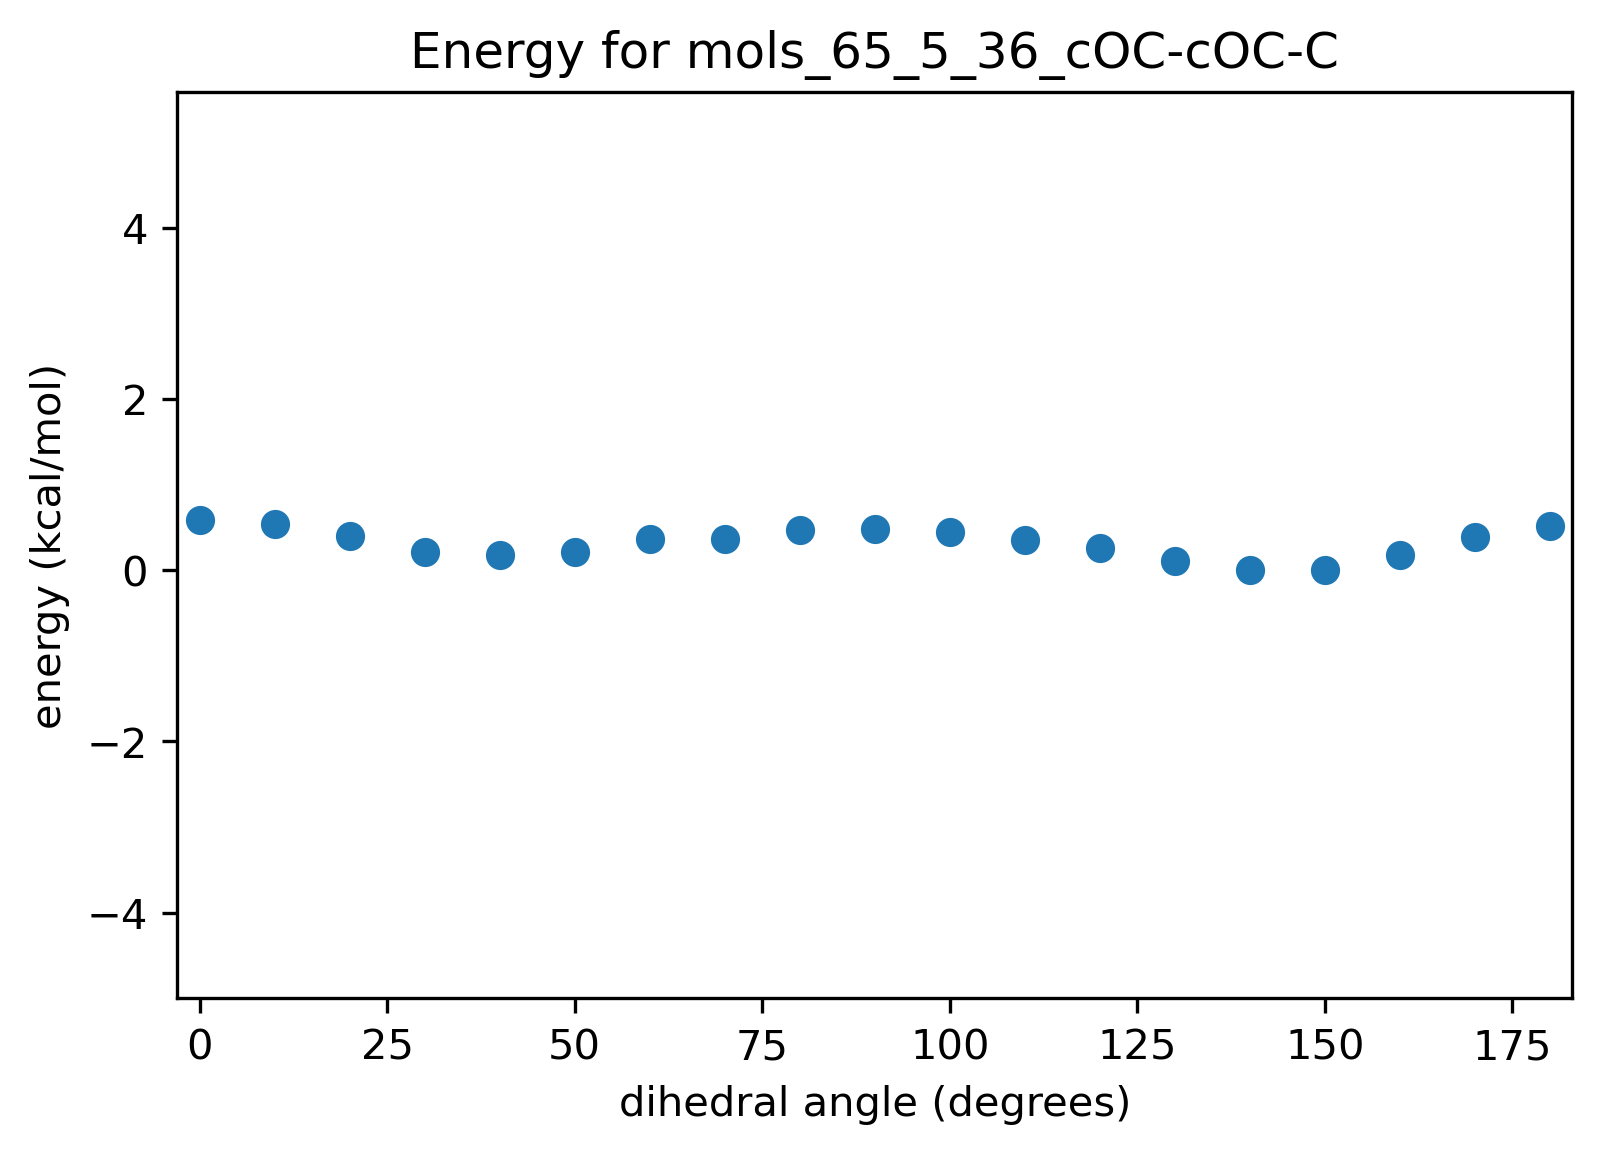 Energy for mols_65_5_36_cOC-cOC-C
energy (kcal/mol)
4
2
0
−2
−4
0 25 50 75 100 125 150 175
dihedral angle (degrees)